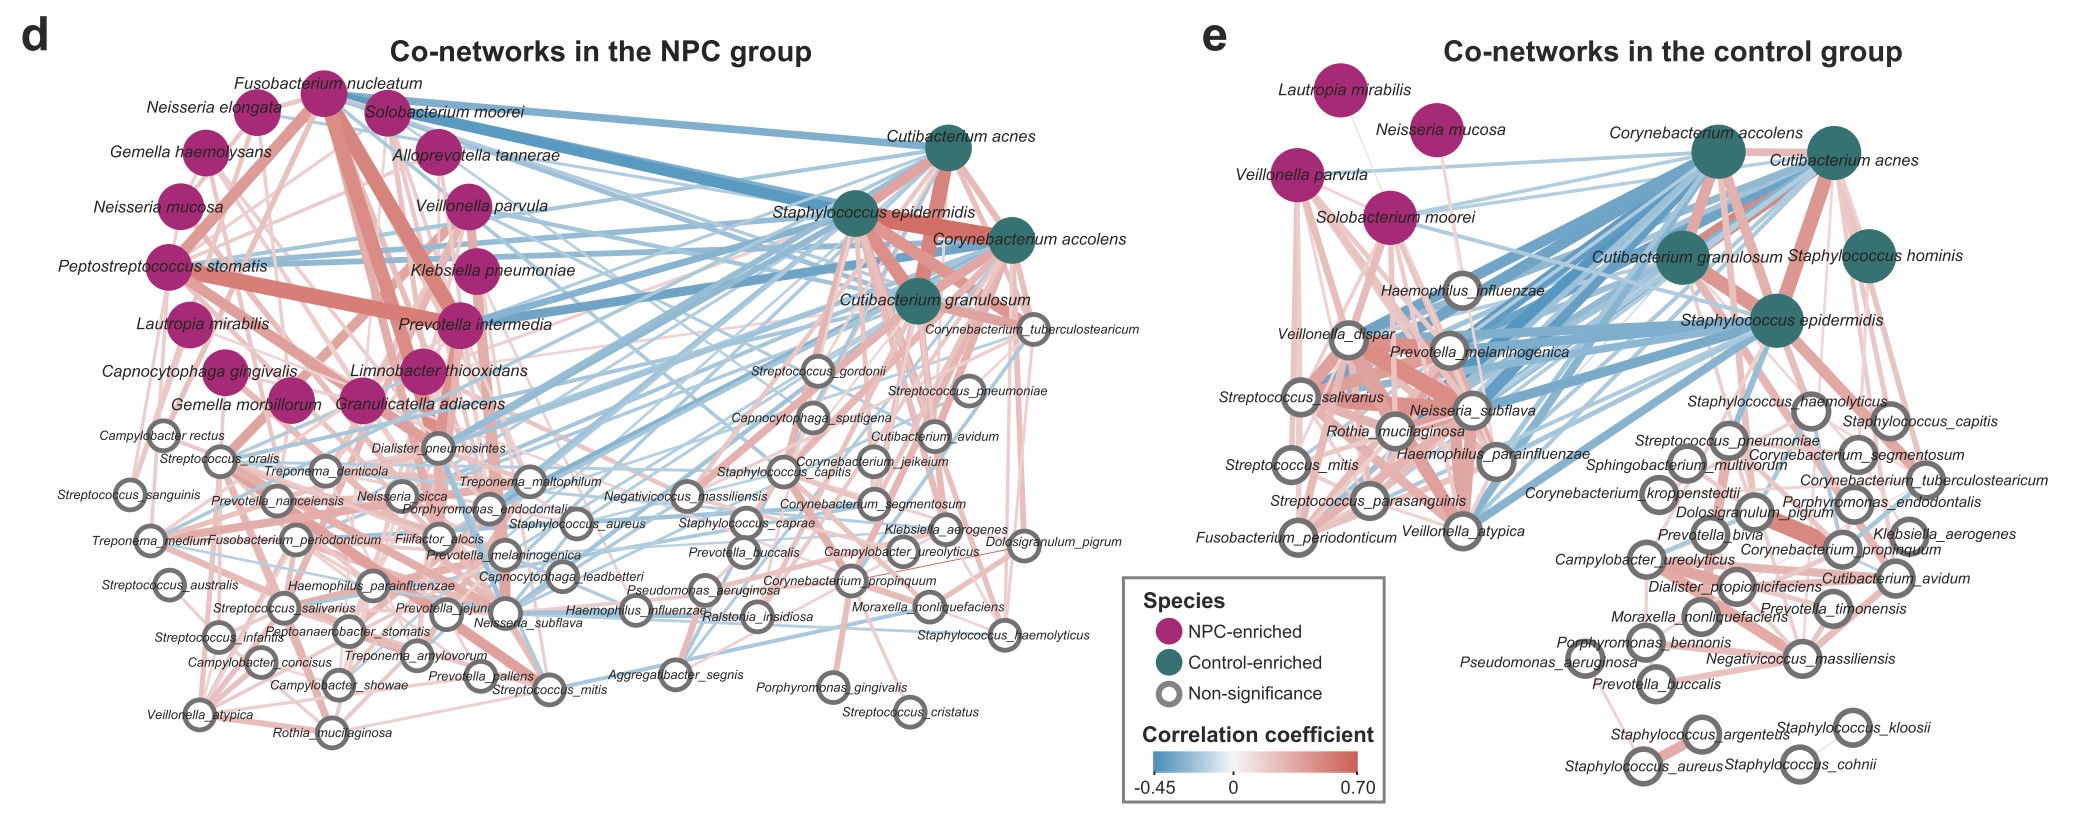 d
Co-networks in the NPC group
Fusobacterium nucleatum
Neisseria elongata
Solobacterium moorei
Cutibacterium acnes
Gemella haemolysans
Alloprevotella tannerae
Neisseria mucosa
Veillonella parvula
Staphylococcus epidermidis
Corynebacterium accolens
Peptostreptococcus stomatis
Klebsiella pneumoniae
Cutibacterium granulosum
Lautropia mirabilis
Prevotella intermedia
Corynebacterium_tuberculostearicum
Capnocytophaga gingivalis
Limnobacter thiooxidans
Streptococcus_gordonii
Streptococcus_pneumoniae
Gemella morbillorum
Granulicatella adiacens
Capnocytophaga_sputigena
Campylobacter rectus
Cutibacterium_avidum
Dialister_pneumosintes
Streptococcus_oralis
Corynebacterium_jeikeium
Treponema_denticola
Staphylococcus_capitis
Treponema_maltophilum
Streptococcus_sanguinis
Prevotella_nanceiensis
Neisseria_sicca
Negativicoccus_massiliensis
Porphyromonas_endodontalis
Corynebacterium_segmentosum
Staphylococcus_aureus
Staphylococcus_caprae
Klebsiella_aerogenes
Treponema_medium
Fusobacterium_periodonticum
Filifactor_alocis
Dolosigranulum_pigrum
Prevotella_melaninogenica
Prevotella_buccalis
Campylobacter_ureolyticus
Streptococcus_australis
Haemophilus_parainfluenzae
Capnocytophaga_leadbetteri
Pseudomonas_aeruginosa
Corynebacterium_propinquum
Streptococcus_salivarius
Prevotella_jejuni
Haemophilus_influenzae
Ralstonia_insidiosa
Moraxella_nonliquefaciens
Neisseria_subflava
Streptococcus_infantis
Peptoanaerobacter_stomatis
Staphylococcus_haemolyticus
Campylobacter_concisus
Treponema_amylovorum
Campylobacter_showae
Prevotella_pallens
Streptococcus_mitis
Aggregatibacter_segnis
Porphyromonas_gingivalis
Veillonella_atypica
Streptococcus_cristatus
Rothia_mucilaginosa
e
Co-networks in the control group
Lautropia mirabilis
Neisseria mucosa
Corynebacterium accolens
Cutibacterium acnes
Veillonella parvula
Solobacterium moorei
Cutibacterium granulosum
Staphylococcus hominis
Haemophilus_influenzae
Staphylococcus epidermidis
Veillonella_dispar
Prevotella_melaninogenica
Streptococcus_salivarius
Neisseria_subflava
Staphylococcus_haemolyticus
Staphylococcus_capitis
Rothia_mucilaginosa
Streptococcus_pneumoniae
Haemophilus_parainfluenzae
Corynebacterium_segmentosum
Streptococcus_mitis
Sphingobacterium_multivorum
Corynebacterium_tuberculostearicum
Corynebacterium_kroppenstedtii
Streptococcus_parasanguinis
Porphyromonas_endodontalis
Dolosigranulum_pigrum
Veillonella_atypica
Fusobacterium_periodonticum
Prevotella_bivia
Klebsiella_aerogenes
Corynebacterium_propinquum
Campylobacter_ureolyticus
Cutibacterium_avidum
Dialister_propionicifaciens
Prevotella_timonensis
Moraxella_nonliquefaciens
Porphyromonas_bennonis
Pseudomonas_aeruginosa
Negativicoccus_massiliensis
Prevotella_buccalis
Staphylococcus_argenteus
Staphylococcus_kloosii
Staphylococcus_aureus
Staphylococcus_cohnii
Species
NPC-enriched
Control-enriched
Non-significance
Correlation coefficient
-0.45 0 0.70